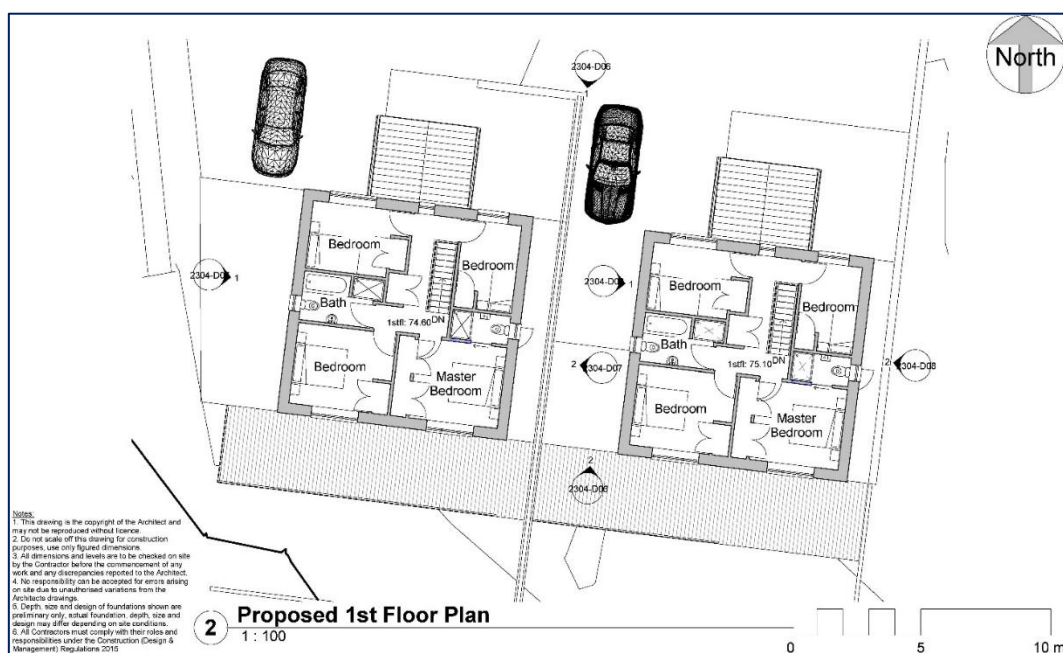 North
2304-D06
1
Bedroom
Bedroom
2304-D05
1
Bath
1stfl: 74.60
DN
Bedroom
Master
Bedroom
1
2
2304-D07
Bedroom
Bedroom
Bath
1stfl: 75.10
DN
2
2304-D08
Bedroom
Master
Bedroom
2
2304-D06
Notes:
1. This drawing is the copyright of the Architect and
may not be reproduced without licence.
2. Do not scale off this drawing for construction
purposes, use only figured dimensions.
3. All dimensions and levels are to be checked on site
by the Contractor before the commencement of any
work and any discrepancies reported to the Architect.
4. No responsibility can be accepted for errors arising
on site due to unauthorised variations from the
Architects drawings.
5. Depth, size and design of foundations shown are
preliminary only, actual foundation, depth, size and
design may differ depending on site conditions.
6. All Contractors must comply with their roles and
responsibilities under the Construction (Design &
Management) Regulations 2015
2
Proposed 1st Floor Plan
1 : 100
0
5
10 m